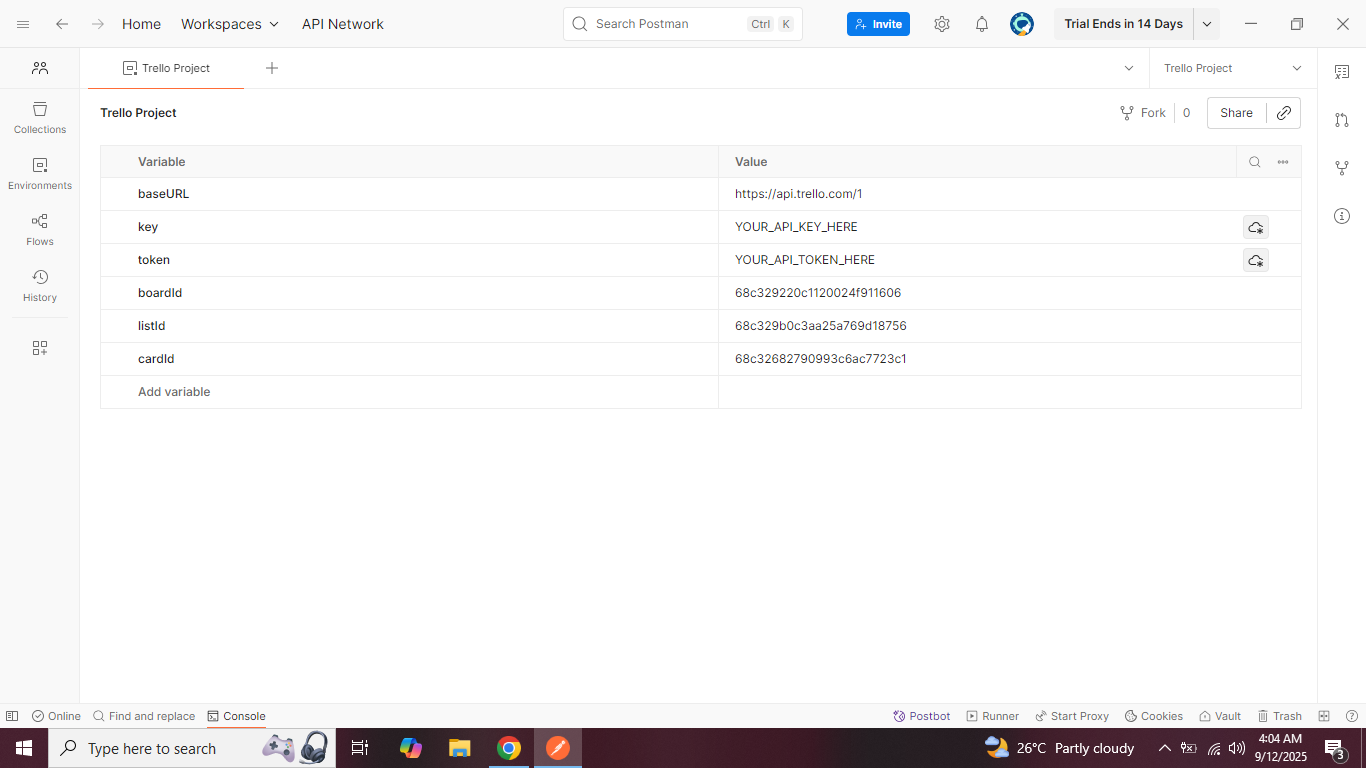 Home Workspaces API Network Search Postman Ctrl K Invite Trial Ends in 14 Days
Trello Project Trello Project
Trello Project Fork 0 Share
Collections
Environments
Flows
History
Variable Value
baseURL https://api.trello.com/1
key YOUR_API_KEY_HERE
token YOUR_API_TOKEN_HERE
boardId 68c329220c1120024f911606
listId 68c329b0c3aa25a769d18756
cardId 68c32682790993c6ac7723c1
Add variable
Online Find and replace Console Postbot Runner Start Proxy Cookies Vault Trash
Type here to search 26°C Partly cloudy 4:04 AM
9/12/2025 3